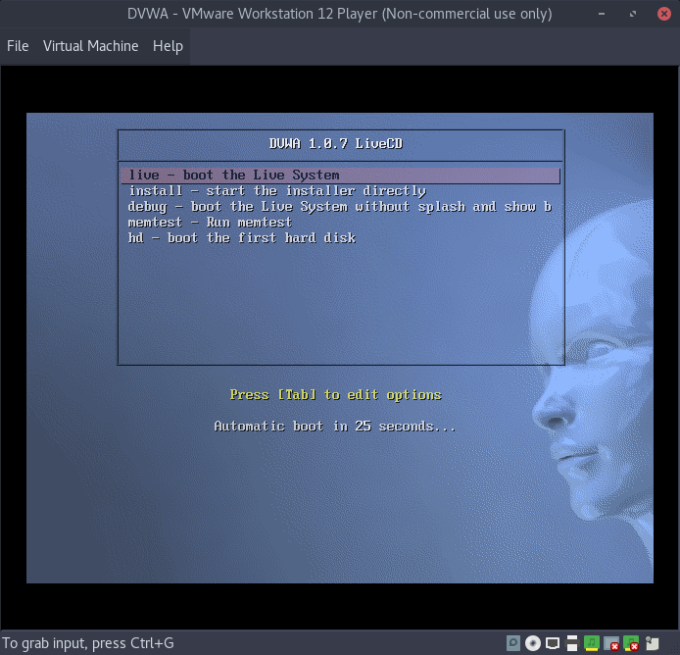 DVWA - VMware Workstation 12 Player (Non-commercial use only)
File Virtual Machine Help
DVWA 1.0.7 LiveCD
live - boot the Live System
install - start the installer directly
debug - boot the Live System without splash and show b
memtest - Run memtest
hd - boot the first hard disk
Press [Tab] to edit options
Automatic boot in 25 seconds...
To grab input, press Ctrl+G